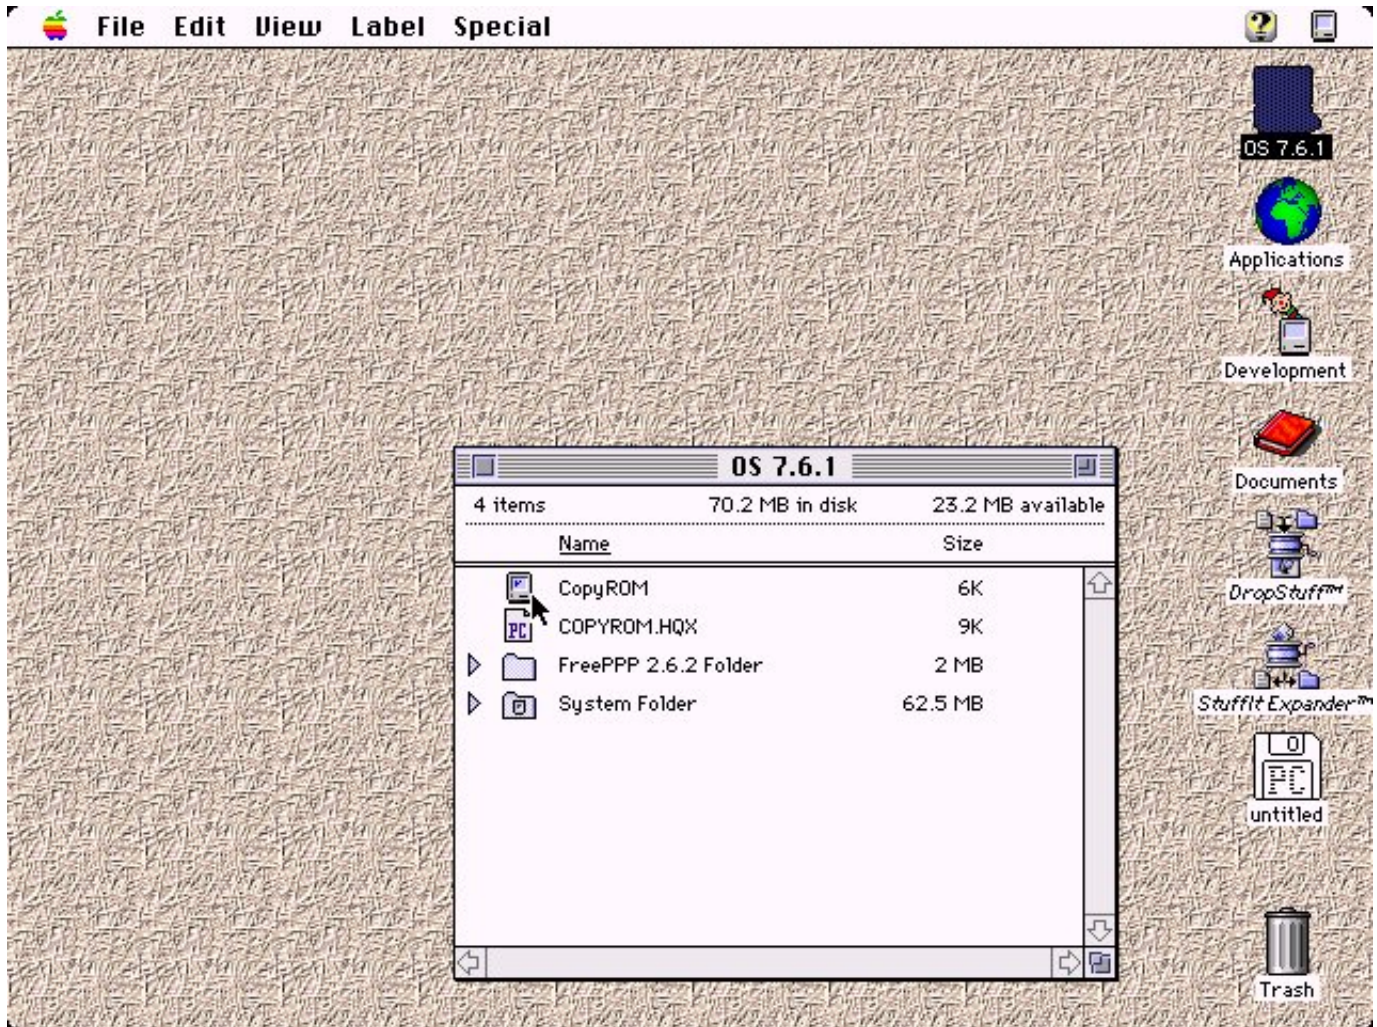 File Edit View Label Special
OS 7.6.1
Applications
Development
Documents
DropStuff™
StuffIt Expander™
PC
untitled
Trash
OS 7.6.1
4 items 70.2 MB in disk 23.2 MB available
Name Size
CopyROM 6K
PC COPYROM.HQX 9K
FreePPP 2.6.2 Folder 2 MB
System Folder 62.5 MB